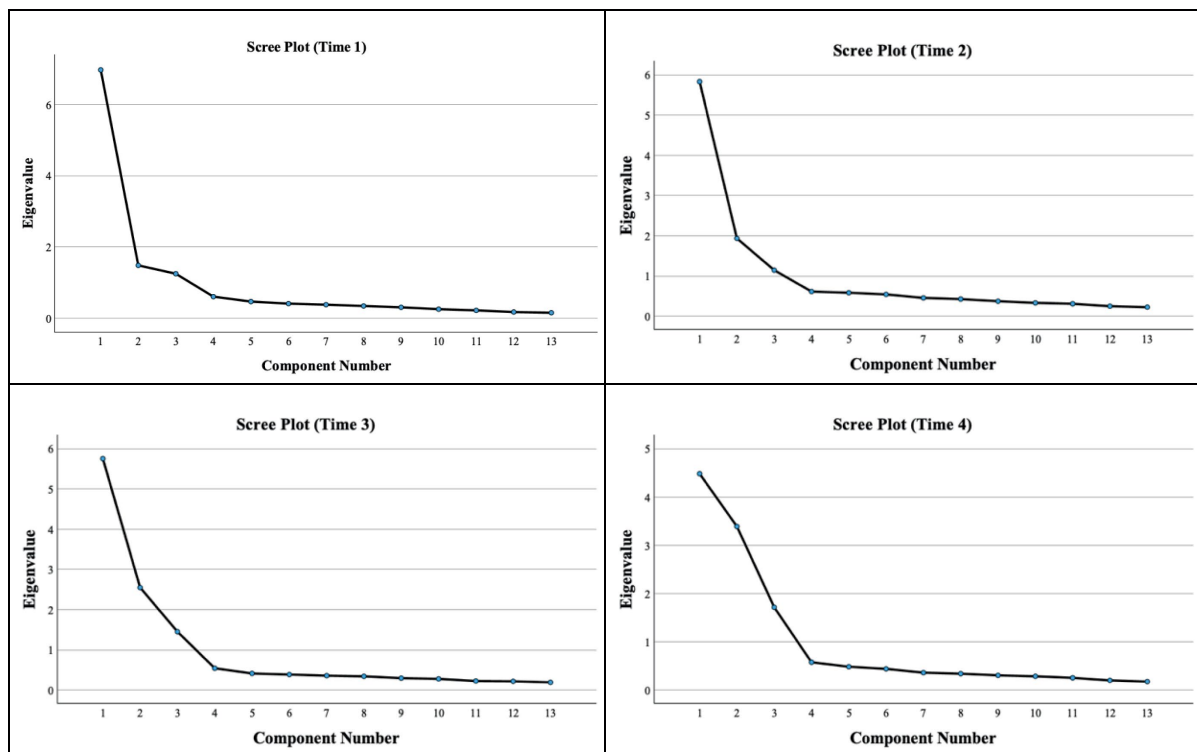 Scree Plot (Time 1)
Eigenvalue
6
4
2
0
1 2 3 4 5 6 7 8 9 10 11 12 13
Component Number
Scree Plot (Time 2)
Eigenvalue
6
5
4
3
2
1
0
1 2 3 4 5 6 7 8 9 10 11 12 13
Component Number
Scree Plot (Time 3)
Eigenvalue
6
5
4
3
2
1
0
1 2 3 4 5 6 7 8 9 10 11 12 13
Component Number
Scree Plot (Time 4)
Eigenvalue
5
4
3
2
1
0
1 2 3 4 5 6 7 8 9 10 11 12 13
Component Number